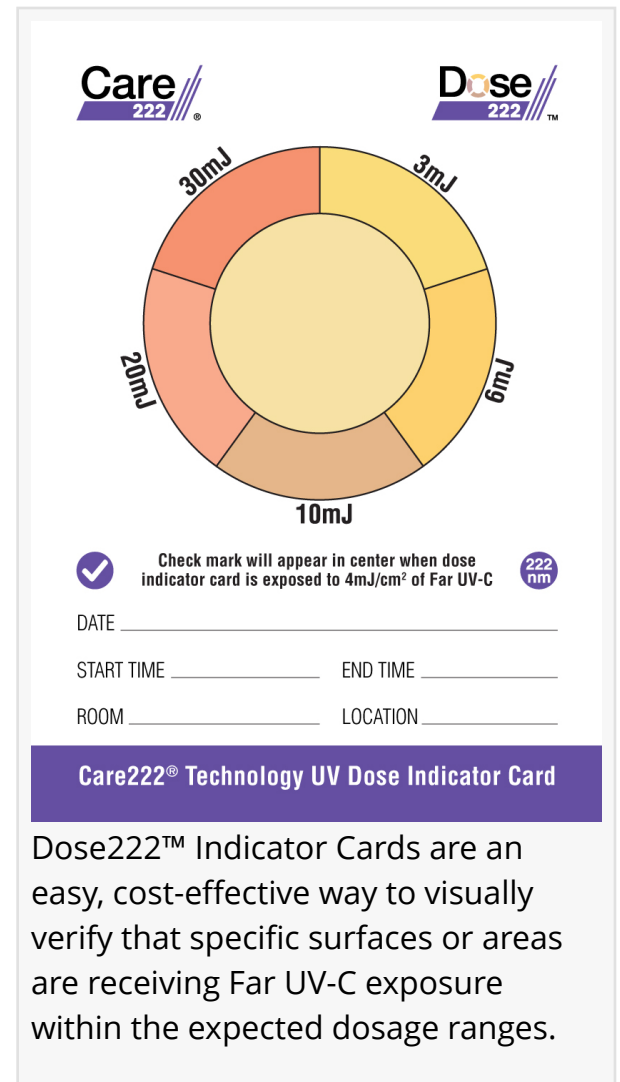 Care
222®
Dose
222™
30mJ
3mJ
20mJ
6mJ
10mJ
Check mark will appear in center when dose
indicator card is exposed to 4mJ/cm² of Far UV-C
222
nm
DATE
START TIME
END TIME
ROOM
LOCATION
Care222® Technology UV Dose Indicator Card
Dose222™ Indicator Cards are an
easy, cost-effective way to visually
verify that specific surfaces or areas
are receiving Far UV-C exposure
within the expected dosage ranges.